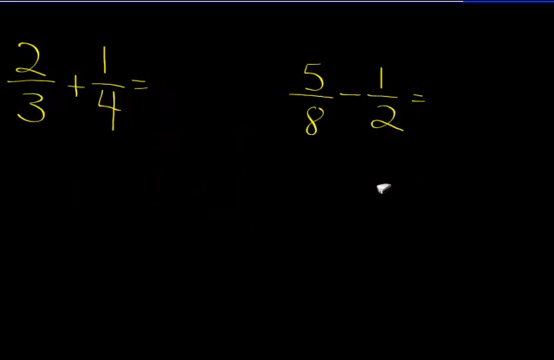 2/3 + 1/4 =
5/8 - 1/2 =